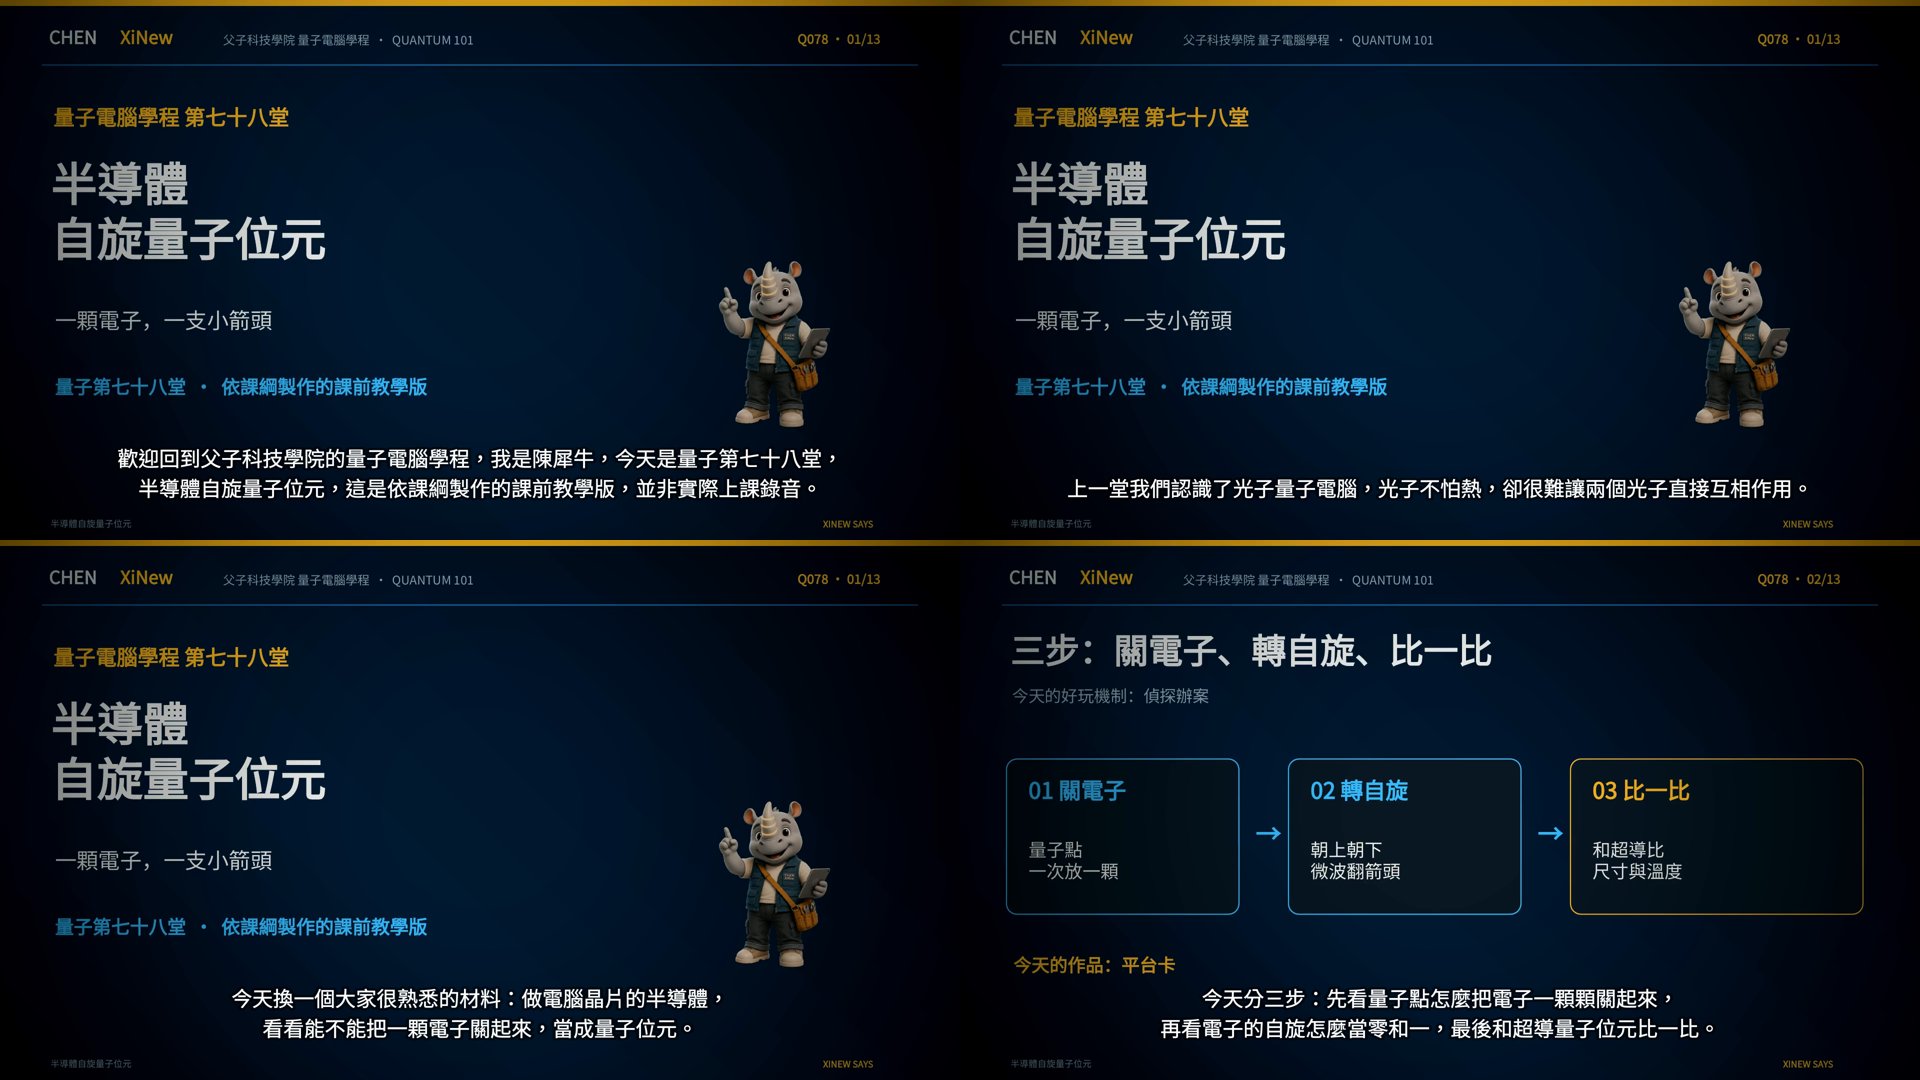 CHEN XiNew 父子科技學院 量子電腦學程 · QUANTUM 101 Q078 · 01/13
量子電腦學程 第七十八堂
半導體
自旋量子位元
一顆電子，一支小箭頭
量子第七十八堂 · 依課綱製作的課前教學版
歡迎回到父子科技學院的量子電腦學程，我是陳犀牛，今天是量子第七十八堂，
半導體自旋量子位元，這是依課綱製作的課前教學版，並非實際上課錄音。
半導體自旋量子位元 XINEW SAYS
CHEN XiNew 父子科技學院 量子電腦學程 · QUANTUM 101 Q078 · 01/13
量子電腦學程 第七十八堂
半導體
自旋量子位元
一顆電子，一支小箭頭
量子第七十八堂 · 依課綱製作的課前教學版
上一堂我們認識了光子量子電腦，光子不怕熱，卻很難讓兩個光子直接互相作用。
半導體自旋量子位元 XINEW SAYS
CHEN XiNew 父子科技學院 量子電腦學程 · QUANTUM 101 Q078 · 01/13
量子電腦學程 第七十八堂
半導體
自旋量子位元
一顆電子，一支小箭頭
量子第七十八堂 · 依課綱製作的課前教學版
今天換一個大家很熟悉的材料：做電腦晶片的半導體，
看看能不能把一顆電子關起來，當成量子位元。
半導體自旋量子位元 XINEW SAYS
CHEN XiNew 父子科技學院 量子電腦學程 · QUANTUM 101 Q078 · 02/13
三步：關電子、轉自旋、比一比
今天的好玩機制：偵探辦案
01 關電子
量子點
一次放一顆
→
02 轉自旋
朝上朝下
微波翻箭頭
→
03 比一比
和超導比
尺寸與溫度
今天的作品：平台卡
今天分三步：先看量子點怎麼把電子一顆顆關起來，
再看電子的自旋怎麼當零和一，最後和超導量子位元比一比。
半導體自旋量子位元 XINEW SAYS